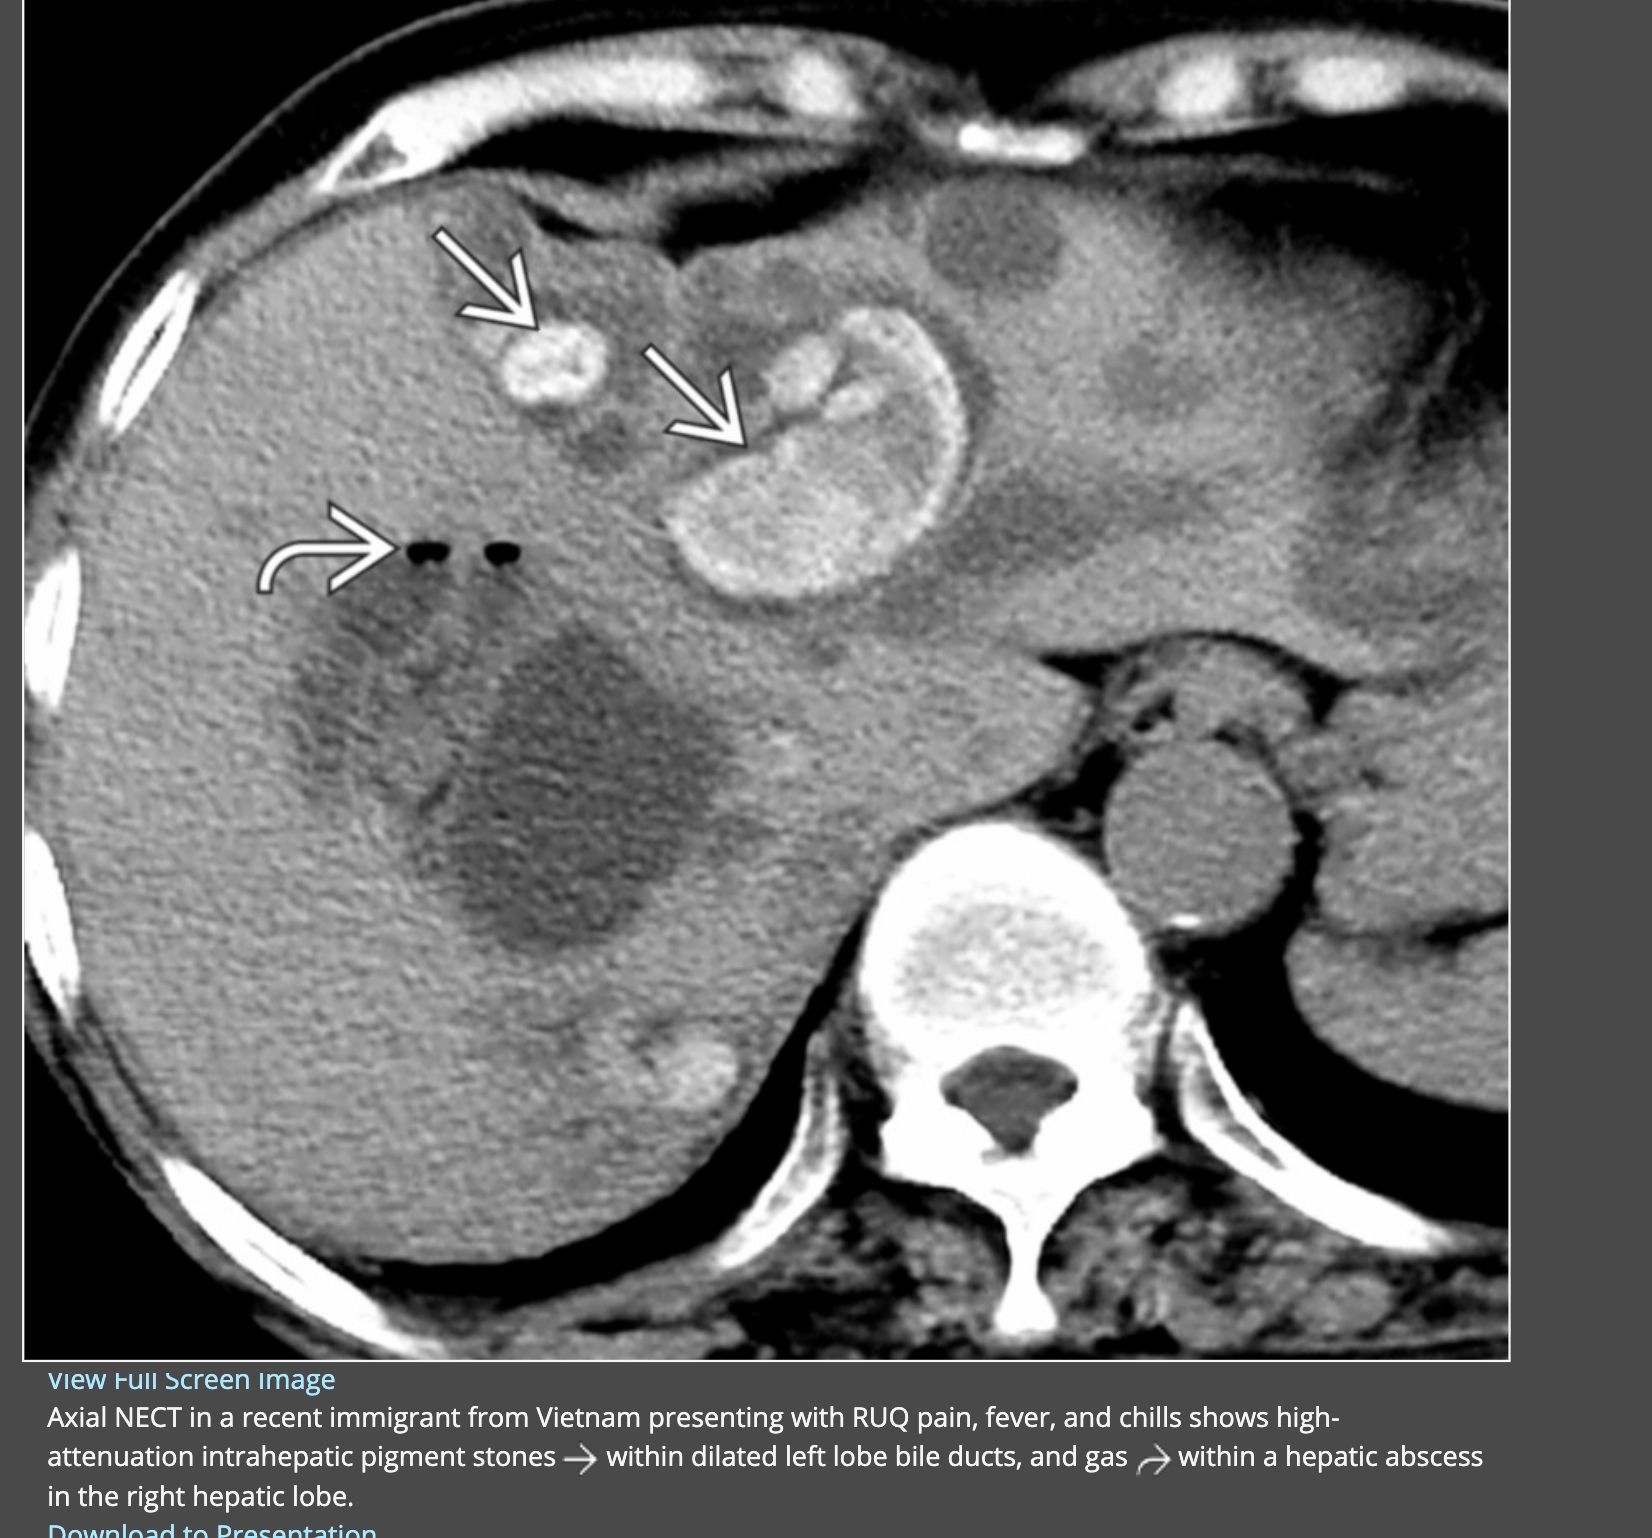 View Full Screen Image
Axial NECT in a recent immigrant from Vietnam presenting with RUQ pain, fever, and chills shows high-
attenuation intrahepatic pigment stones → within dilated left lobe bile ducts, and gas ↷ within a hepatic abscess
in the right hepatic lobe.
Download to Presentation